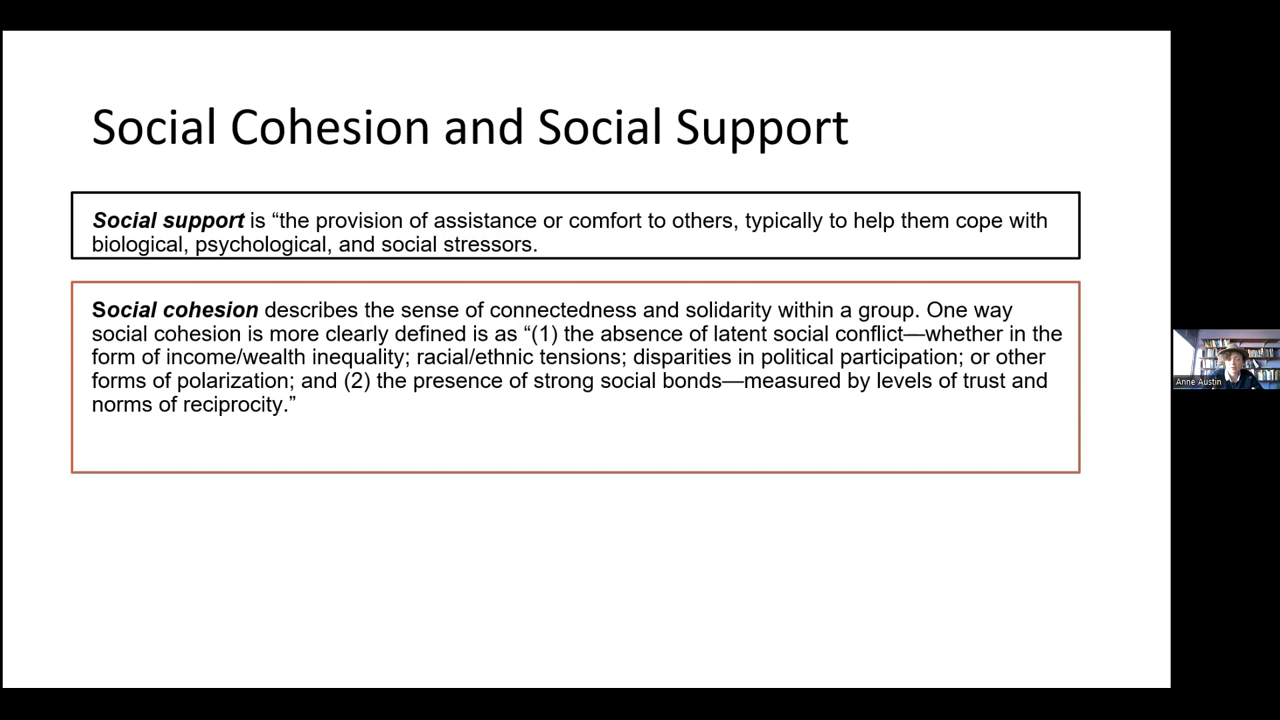 Social Cohesion and Social Support
Social support is “the provision of assistance or comfort to others, typically to help them cope with
biological, psychological, and social stressors.
Social cohesion describes the sense of connectedness and solidarity within a group. One way
social cohesion is more clearly defined is as “(1) the absence of latent social conflict—whether in the
form of income/wealth inequality; racial/ethnic tensions; disparities in political participation; or other
forms of polarization; and (2) the presence of strong social bonds—measured by levels of trust and
norms of reciprocity.”
Anne Austin